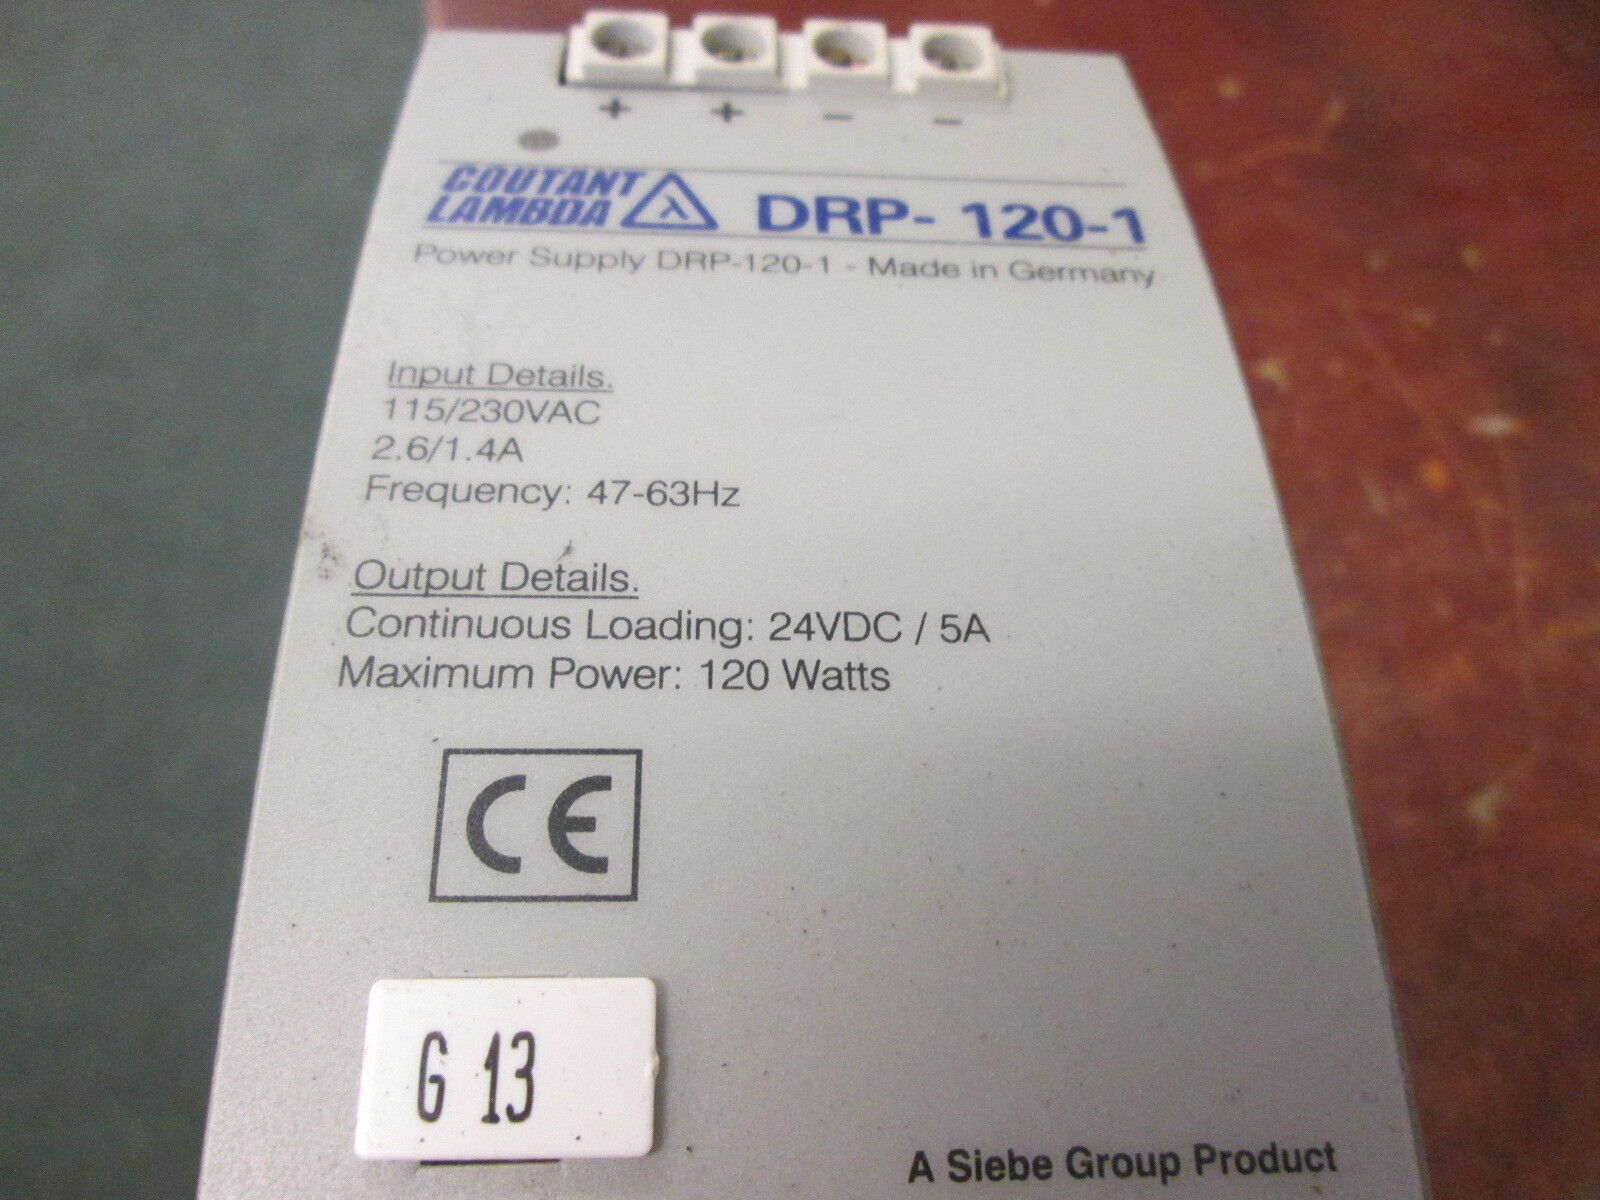 + + - -
COUTANT
LAMBDA λ DRP- 120-1
Power Supply DRP-120-1 - Made in Germany
Input Details.
115/230VAC
2.6/1.4A
Frequency: 47-63Hz
Output Details.
Continuous Loading: 24VDC / 5A
Maximum Power: 120 Watts
CE
G 13
A Siebe Group Product